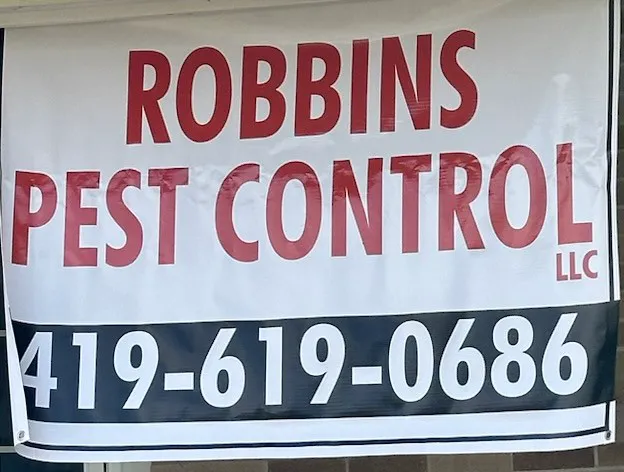 ROBBINS
PEST CONTROL
LLC
419-619-0686